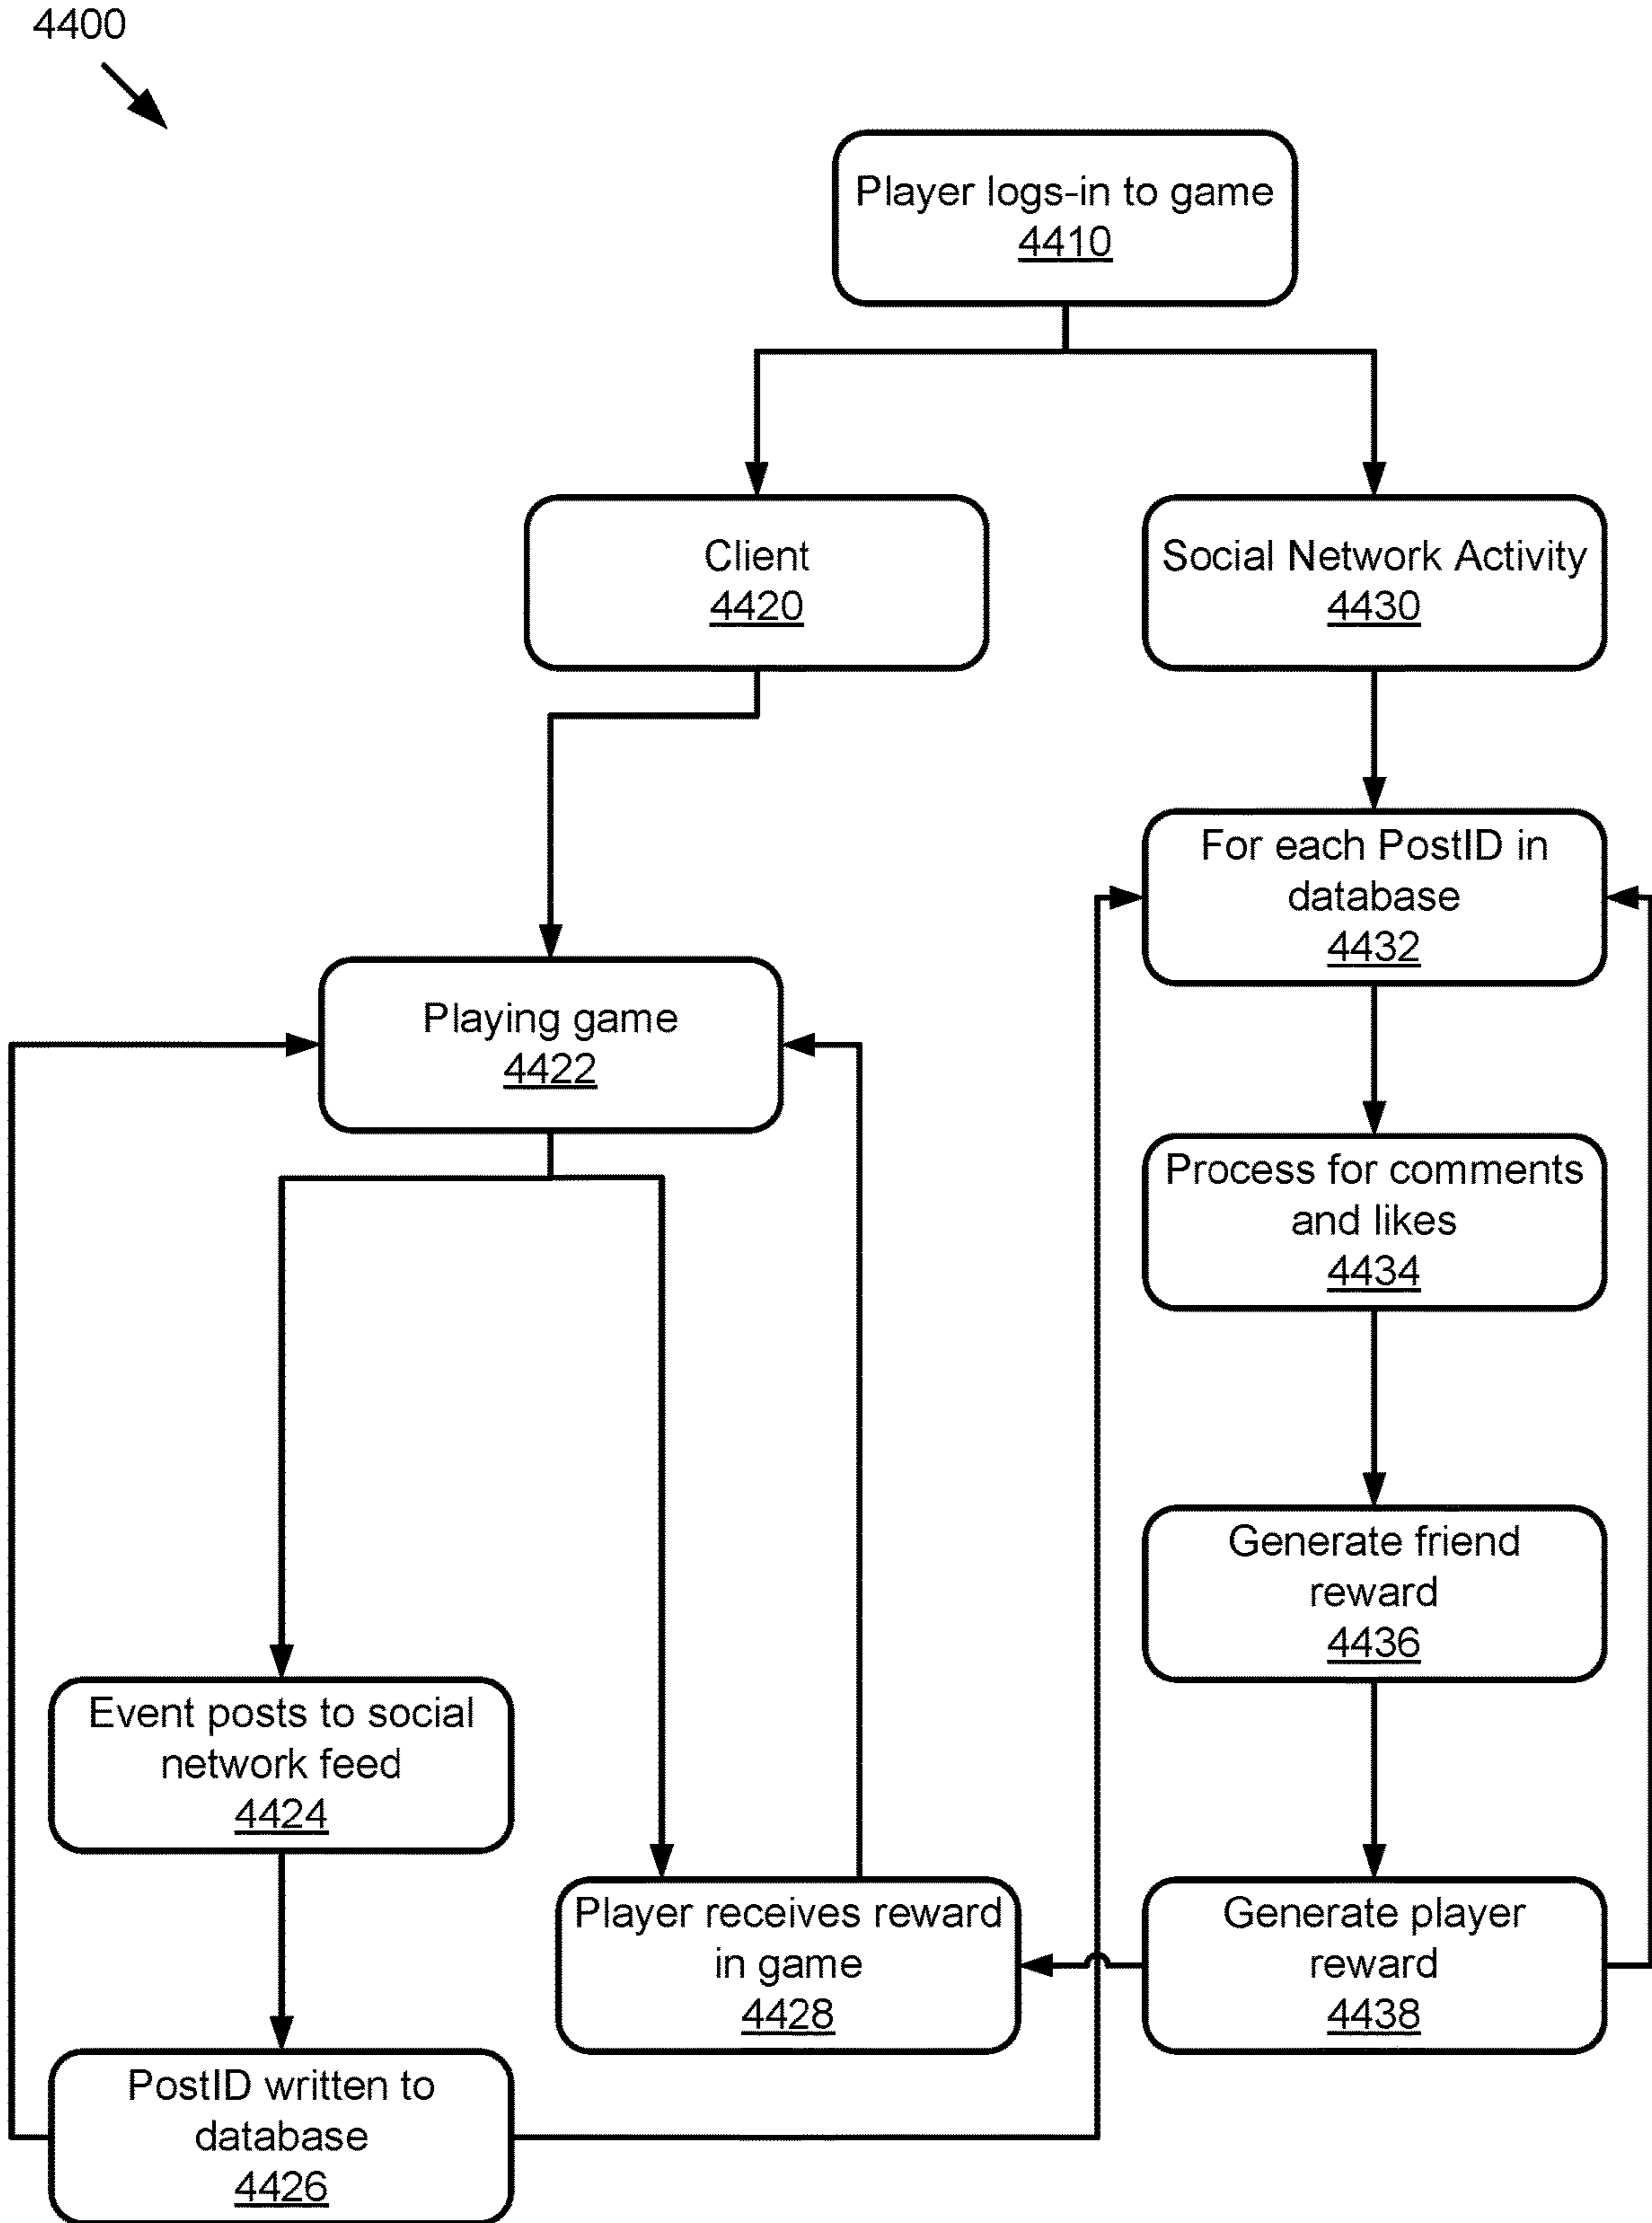 4400
Player logs-in to game
4410
Client
4420
Social Network Activity
4430
For each PostID in
database
4432
Playing game
4422
Process for comments
and likes
4434
Generate friend
reward
4436
Event posts to social
network feed
4424
Player receives reward
in game
4428
Generate player
reward
4438
PostID written to
database
4426